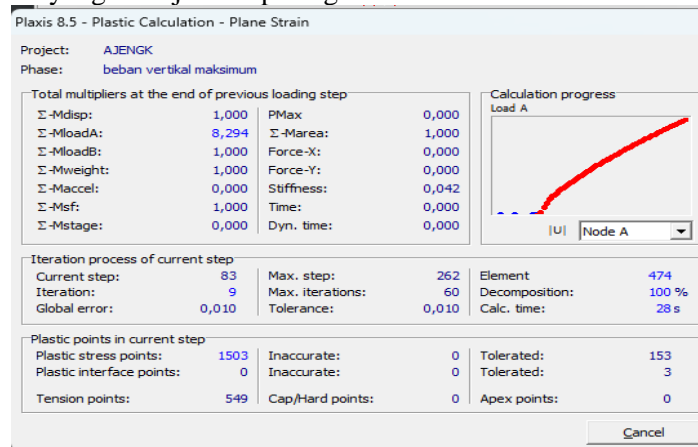 Plaxis 8.5 - Plastic Calculation - Plane Strain
Project: AJENGK
Phase: beban vertikal maksimum
Total multipliers at the end of previous loading step
Σ -Mdisp: 1,000 PMax 0,000
Σ -MloadA: 8,294 Σ -Marea: 1,000
Σ -MloadB: 1,000 Force-X: 0,000
Σ -Mweight: 1,000 Force-Y: 0,000
Σ -Maccel: 0,000 Stiffness: 0,042
Σ -Msf: 1,000 Time: 0,000
Σ -Mstage: 0,000 Dyn. time: 0,000
Calculation progress
Load A
|U| Node A
Iteration process of current step
Current step: 83 Max. step: 262 Element 474
Iteration: 9 Max. iterations: 60 Decomposition: 100 %
Global error: 0,010 Tolerance: 0,010 Calc. time: 28 s
Plastic points in current step
Plastic stress points: 1503 Inaccurate: 0 Tolerated: 153
Plastic interface points: 0 Inaccurate: 0 Tolerated: 3
Tension points: 549 Cap/Hard points: 0 Apex points: 0
Cancel